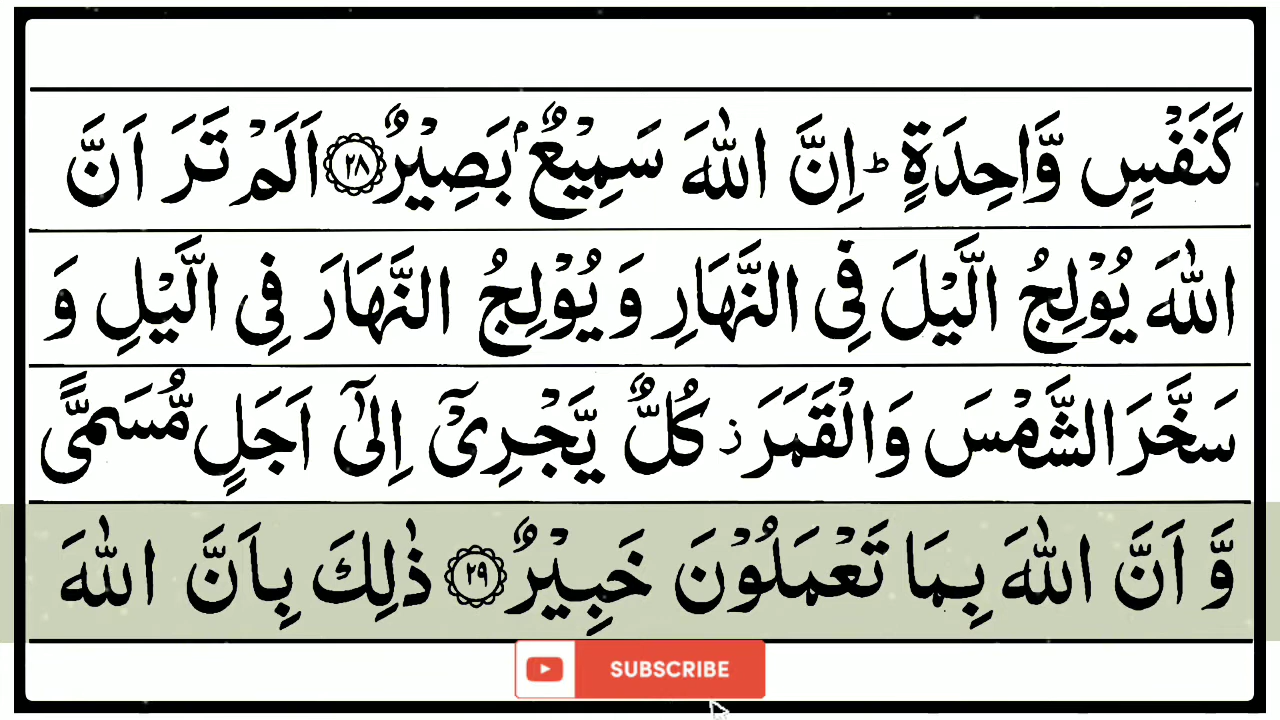 كَنَفْسٍ وَّاحِدَةٍ ؕ اِنَّ اللّٰهَ سَمِيْعٌۢ بَصِيْرٌ ۝۲۸ اَلَمْ تَرَ اَنَّ
اللّٰهَ يُوْلِجُ الَّيْلَ فِي النَّهَارِ وَ يُوْلِجُ النَّهَارَ فِي الَّيْلِ وَ
سَخَّرَ الشَّمْسَ وَالْقَمَرَ ز كُلٌّ يَّجْرِيْۤ اِلٰۤى اَجَلٍ مُّسَمًّى
وَّ اَنَّ اللّٰهَ بِمَا تَعْمَلُوْنَ خَبِيْرٌ ۝۲۹ ذٰلِكَ بِاَنَّ اللّٰهَ
SUBSCRIBE